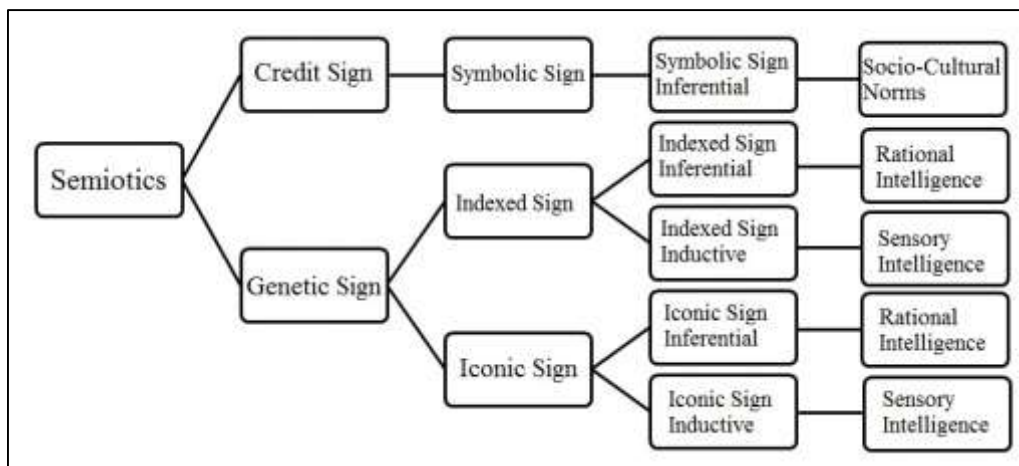 Credit Sign
Symbolic Sign
Symbolic Sign
Inferential
Socio-Cultural
Norms
Semiotics
Genetic Sign
Indexed Sign
Indexed Sign
Inferential
Rational
Intelligence
Indexed Sign
Inductive
Sensory
Intelligence
Iconic Sign
Iconic Sign
Inferential
Rational
Intelligence
Iconic Sign
Inductive
Sensory
Intelligence